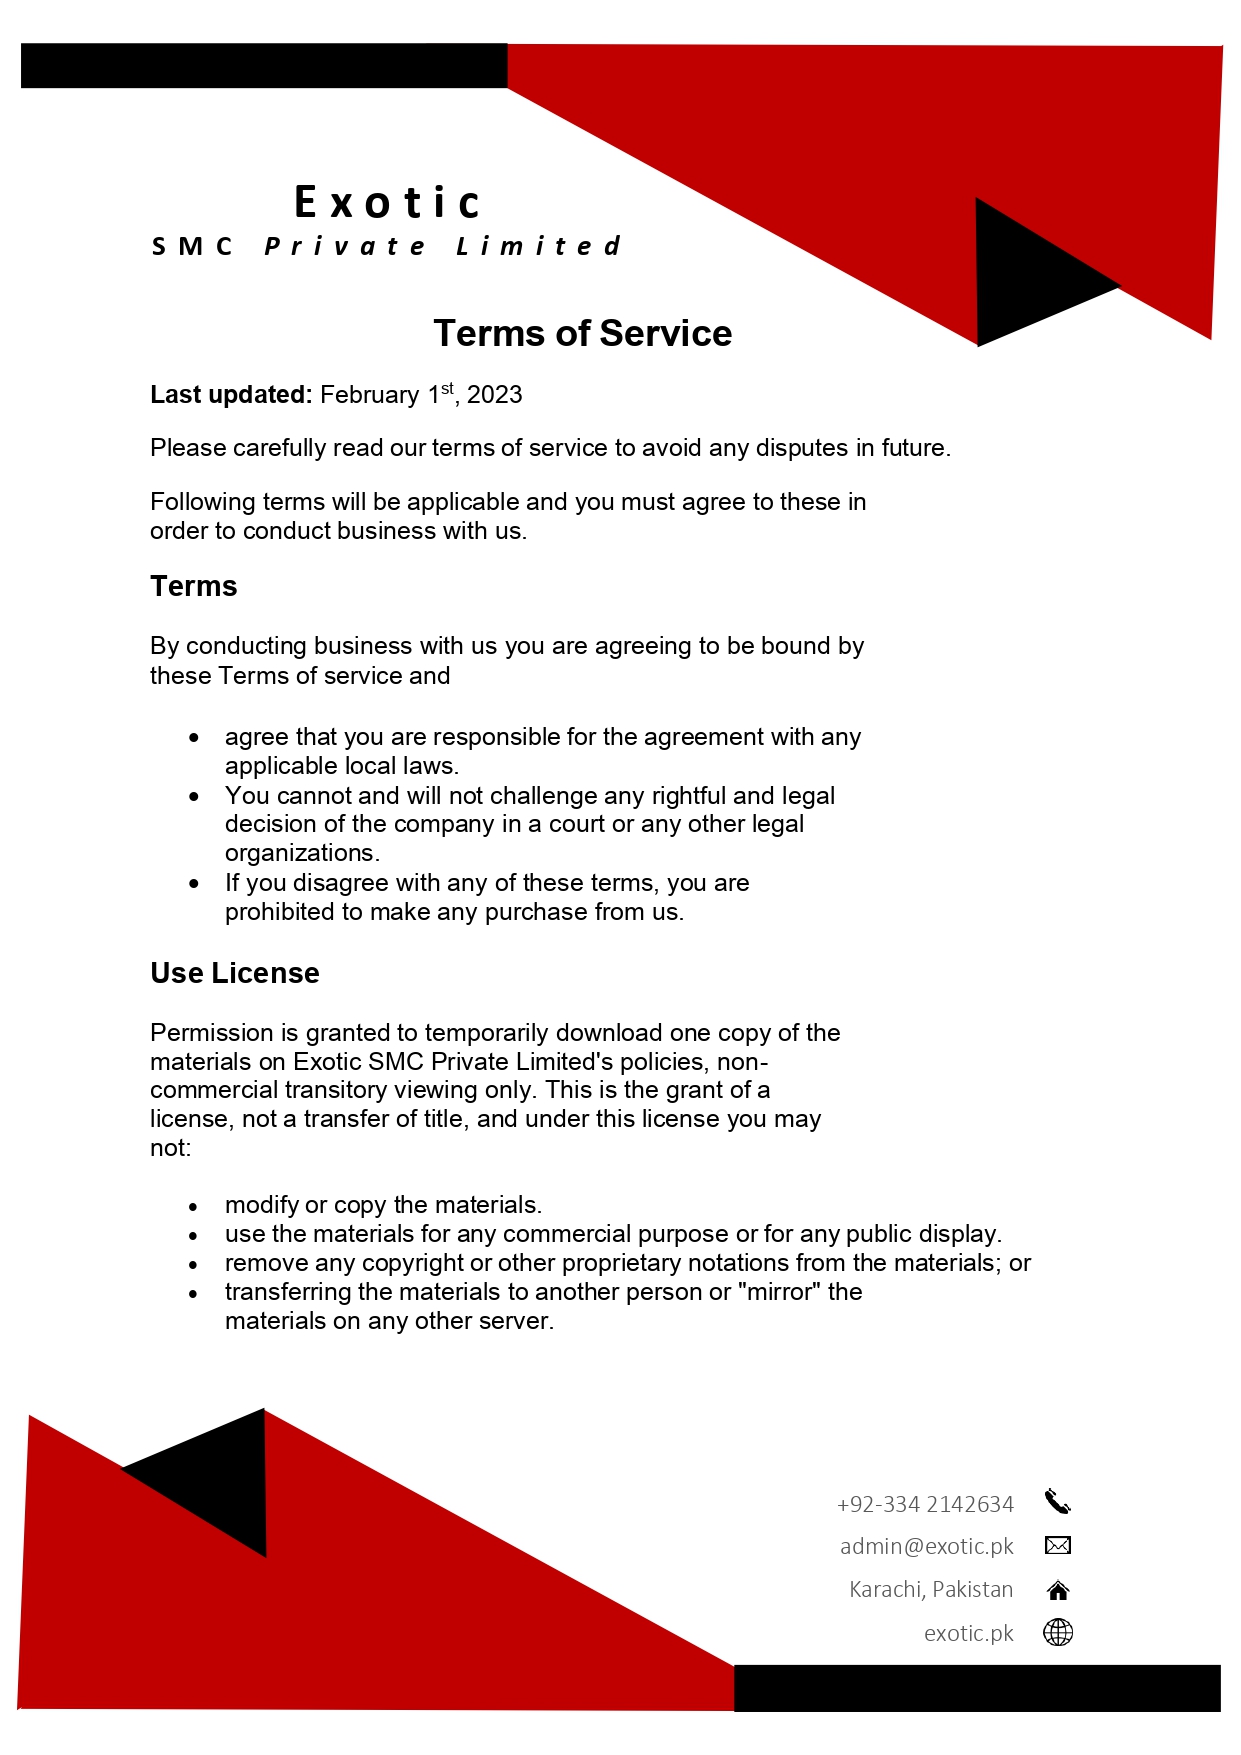 Exotic
SMC Private Limited
Terms of Service
Last updated: February 1st, 2023
Please carefully read our terms of service to avoid any disputes in future.
Following terms will be applicable and you must agree to these in
order to conduct business with us.
Terms
By conducting business with us you are agreeing to be bound by
these Terms of service and
• agree that you are responsible for the agreement with any
applicable local laws.
• You cannot and will not challenge any rightful and legal
decision of the company in a court or any other legal
organizations.
• If you disagree with any of these terms, you are
prohibited to make any purchase from us.
Use License
Permission is granted to temporarily download one copy of the
materials on Exotic SMC Private Limited's policies, non-
commercial transitory viewing only. This is the grant of a
license, not a transfer of title, and under this license you may
not:
• modify or copy the materials.
• use the materials for any commercial purpose or for any public display.
• remove any copyright or other proprietary notations from the materials; or
• transferring the materials to another person or "mirror" the
materials on any other server.
+92-334 2142634
admin@exotic.pk
Karachi, Pakistan
exotic.pk